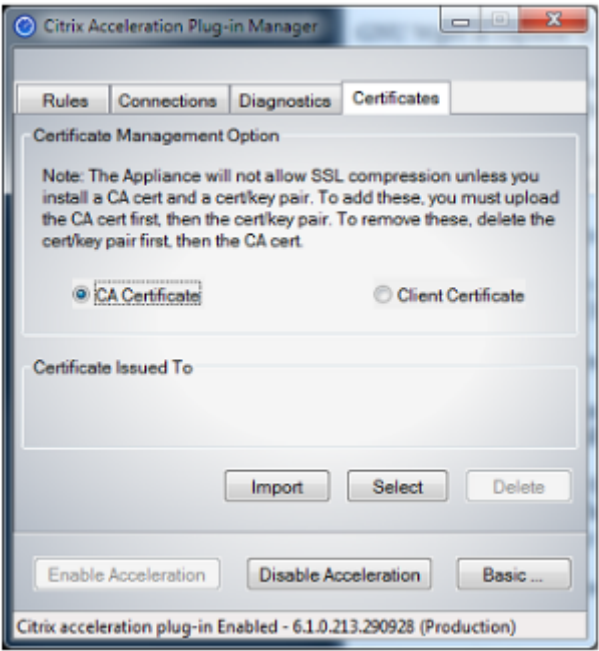 Citrix Acceleration Plug-in Manager
Rules Connections Diagnostics Certificates
Certificate Management Option
Note: The Appliance will not allow SSL compression unless you
install a CA cert and a cert/key pair. To add these, you must upload
the CA cert first, then the cert/key pair. To remove these, delete the
cert/key pair first, then the CA cert.
CA Certificate Client Certificate
Certificate Issued To
Import Select Delete
Enable Acceleration Disable Acceleration Basic ...
Citrix acceleration plug-in Enabled - 6.1.0.213.290928 (Production)